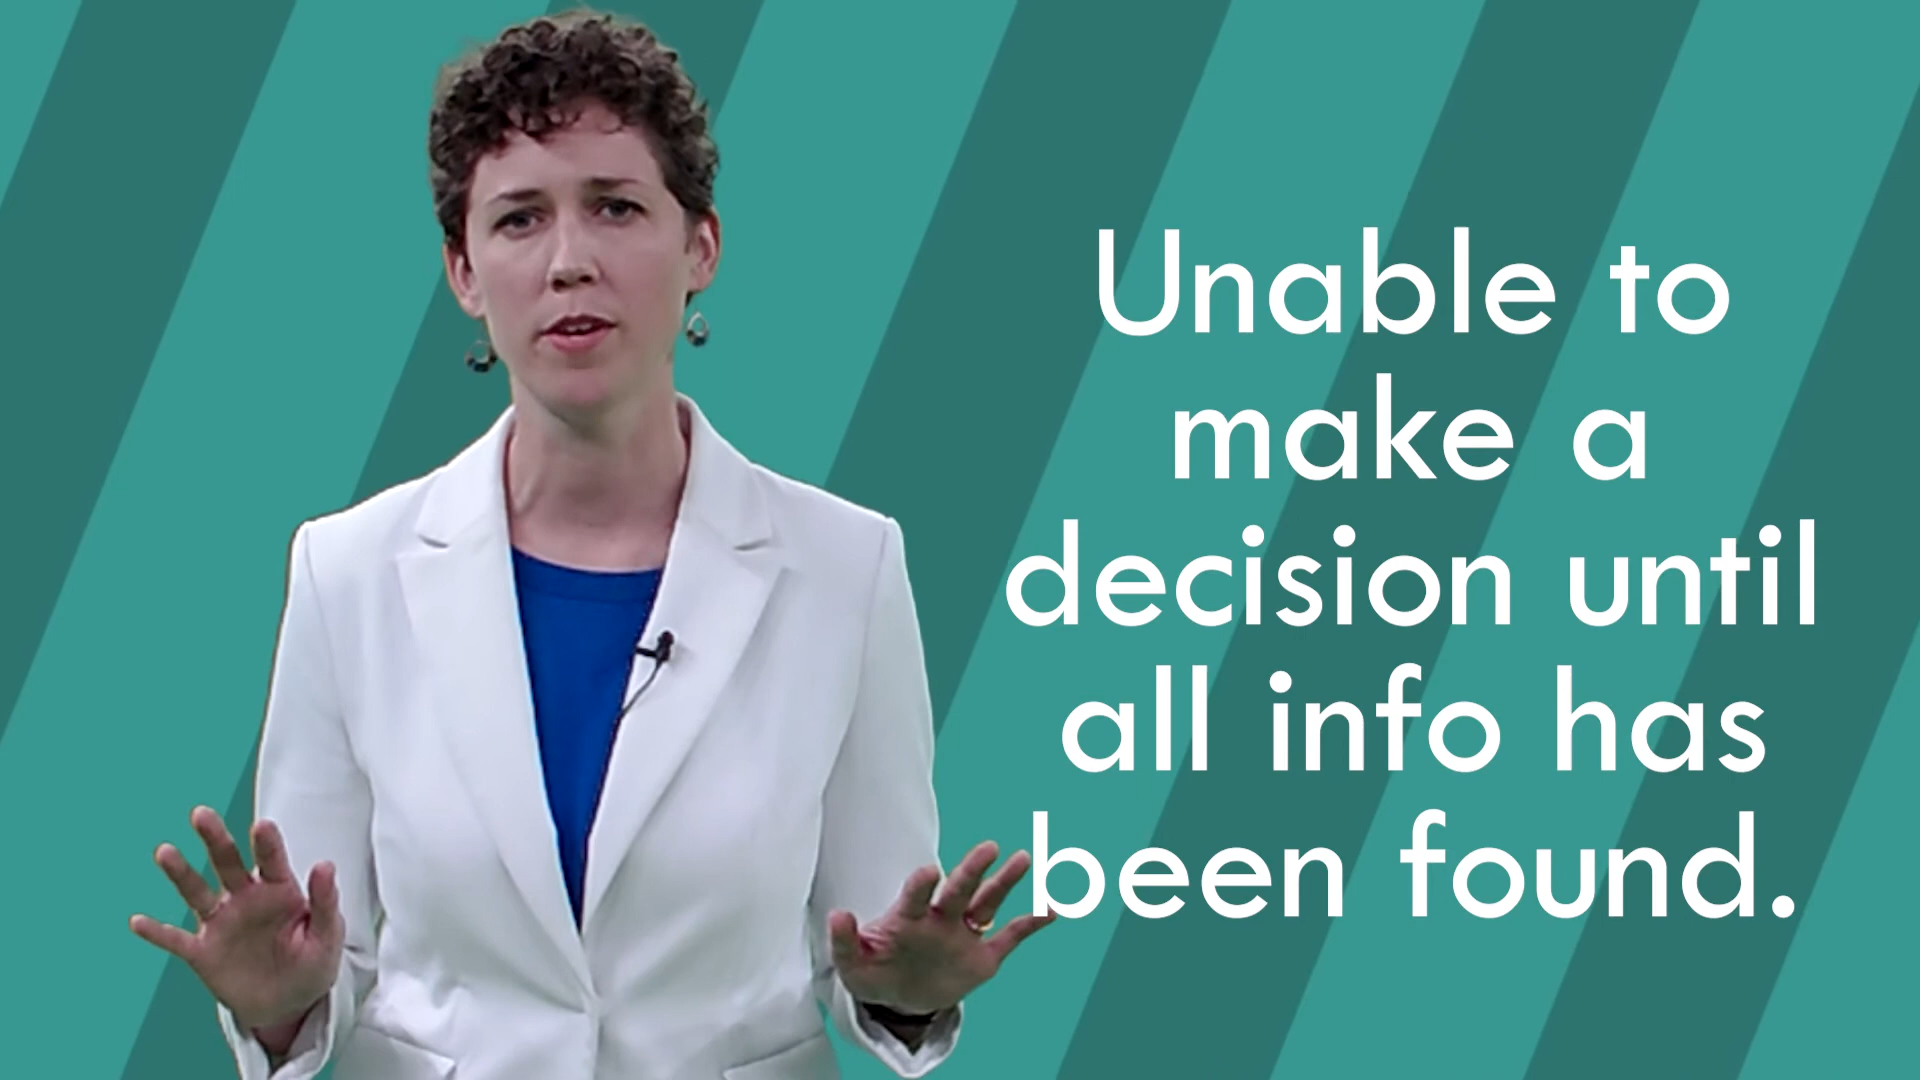 Unable to
make a
decision until
all info has
been found.